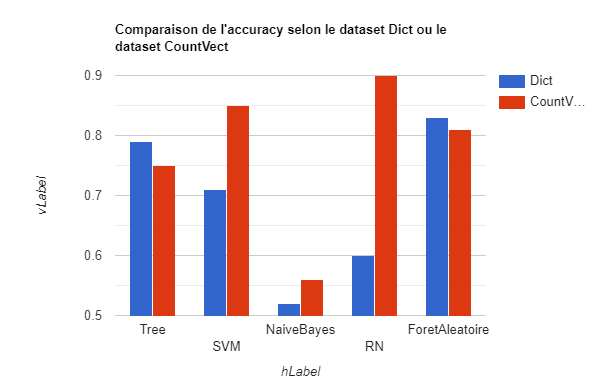 Comparaison de l'accuracy selon le dataset Dict ou le
dataset CountVect
0.9
0.8
0.7
0.6
0.5
vLabel
Tree
SVM
NaiveBayes
RN
ForetAleatoire
hLabel
Dict
CountV...